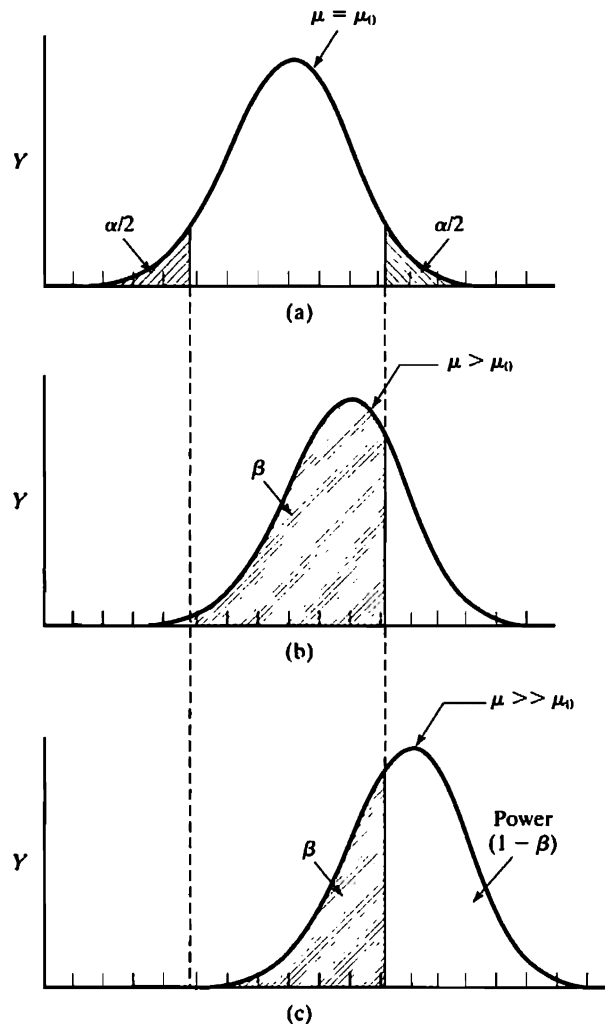 μ = μ₀
Y
α/2
α/2
(a)
μ > μ₀
Y
β
(b)
μ >> μ₀
Y
β
Power
(1 − β)
(c)